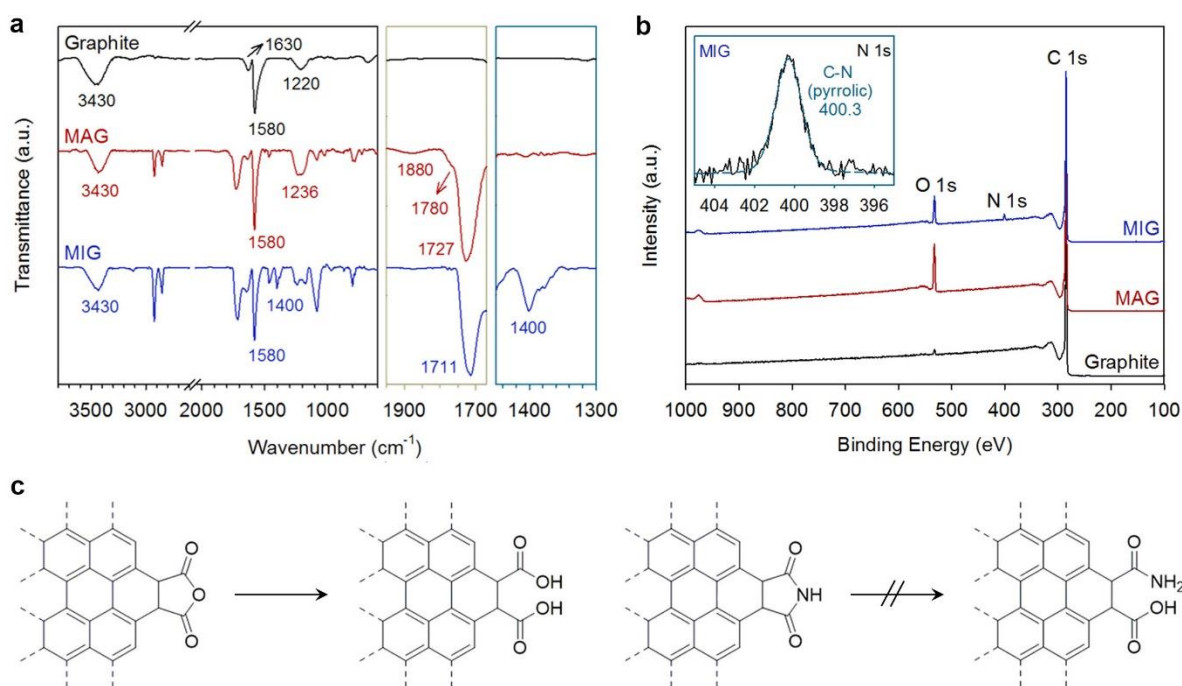 a
Graphite
1630
3430
1220
1580
MAG
3430
1236
1580
1880
1780
1727
MIG
3430
1400
1580
1711
1400
Transmittance (a.u.)
3500 3000 2000 1500 1000 1900 1700 1400 1300
Wavenumber (cm⁻¹)
b
MIG
N 1s
C-N
(pyrrolic)
400.3
404 402 400 398 396
C 1s
O 1s
N 1s
MIG
MAG
Graphite
Intensity (a.u.)
1000 900 800 700 600 500 400 300 200 100
Binding Energy (eV)
c
O
O
O
O
OH
OH
O
O
NH
O
O
NH₂
OH
O